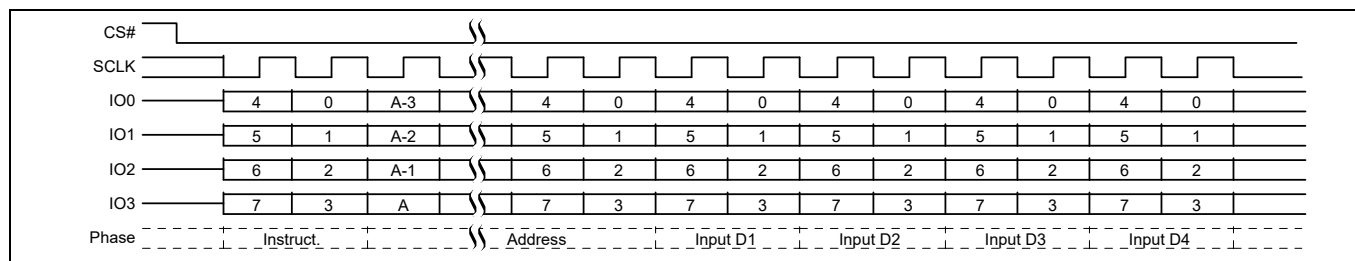 CS#
SCLK
IO0 4 0 A-3 4 0 4 0 4 0 4 0 4 0
IO1 5 1 A-2 5 1 5 1 5 1 5 1 5 1
IO2 6 2 A-1 6 2 6 2 6 2 6 2 6 2
IO3 7 3 A 7 3 7 3 7 3 7 3 7 3
Phase Instruct. Address Input D1 Input D2 Input D3 Input D4